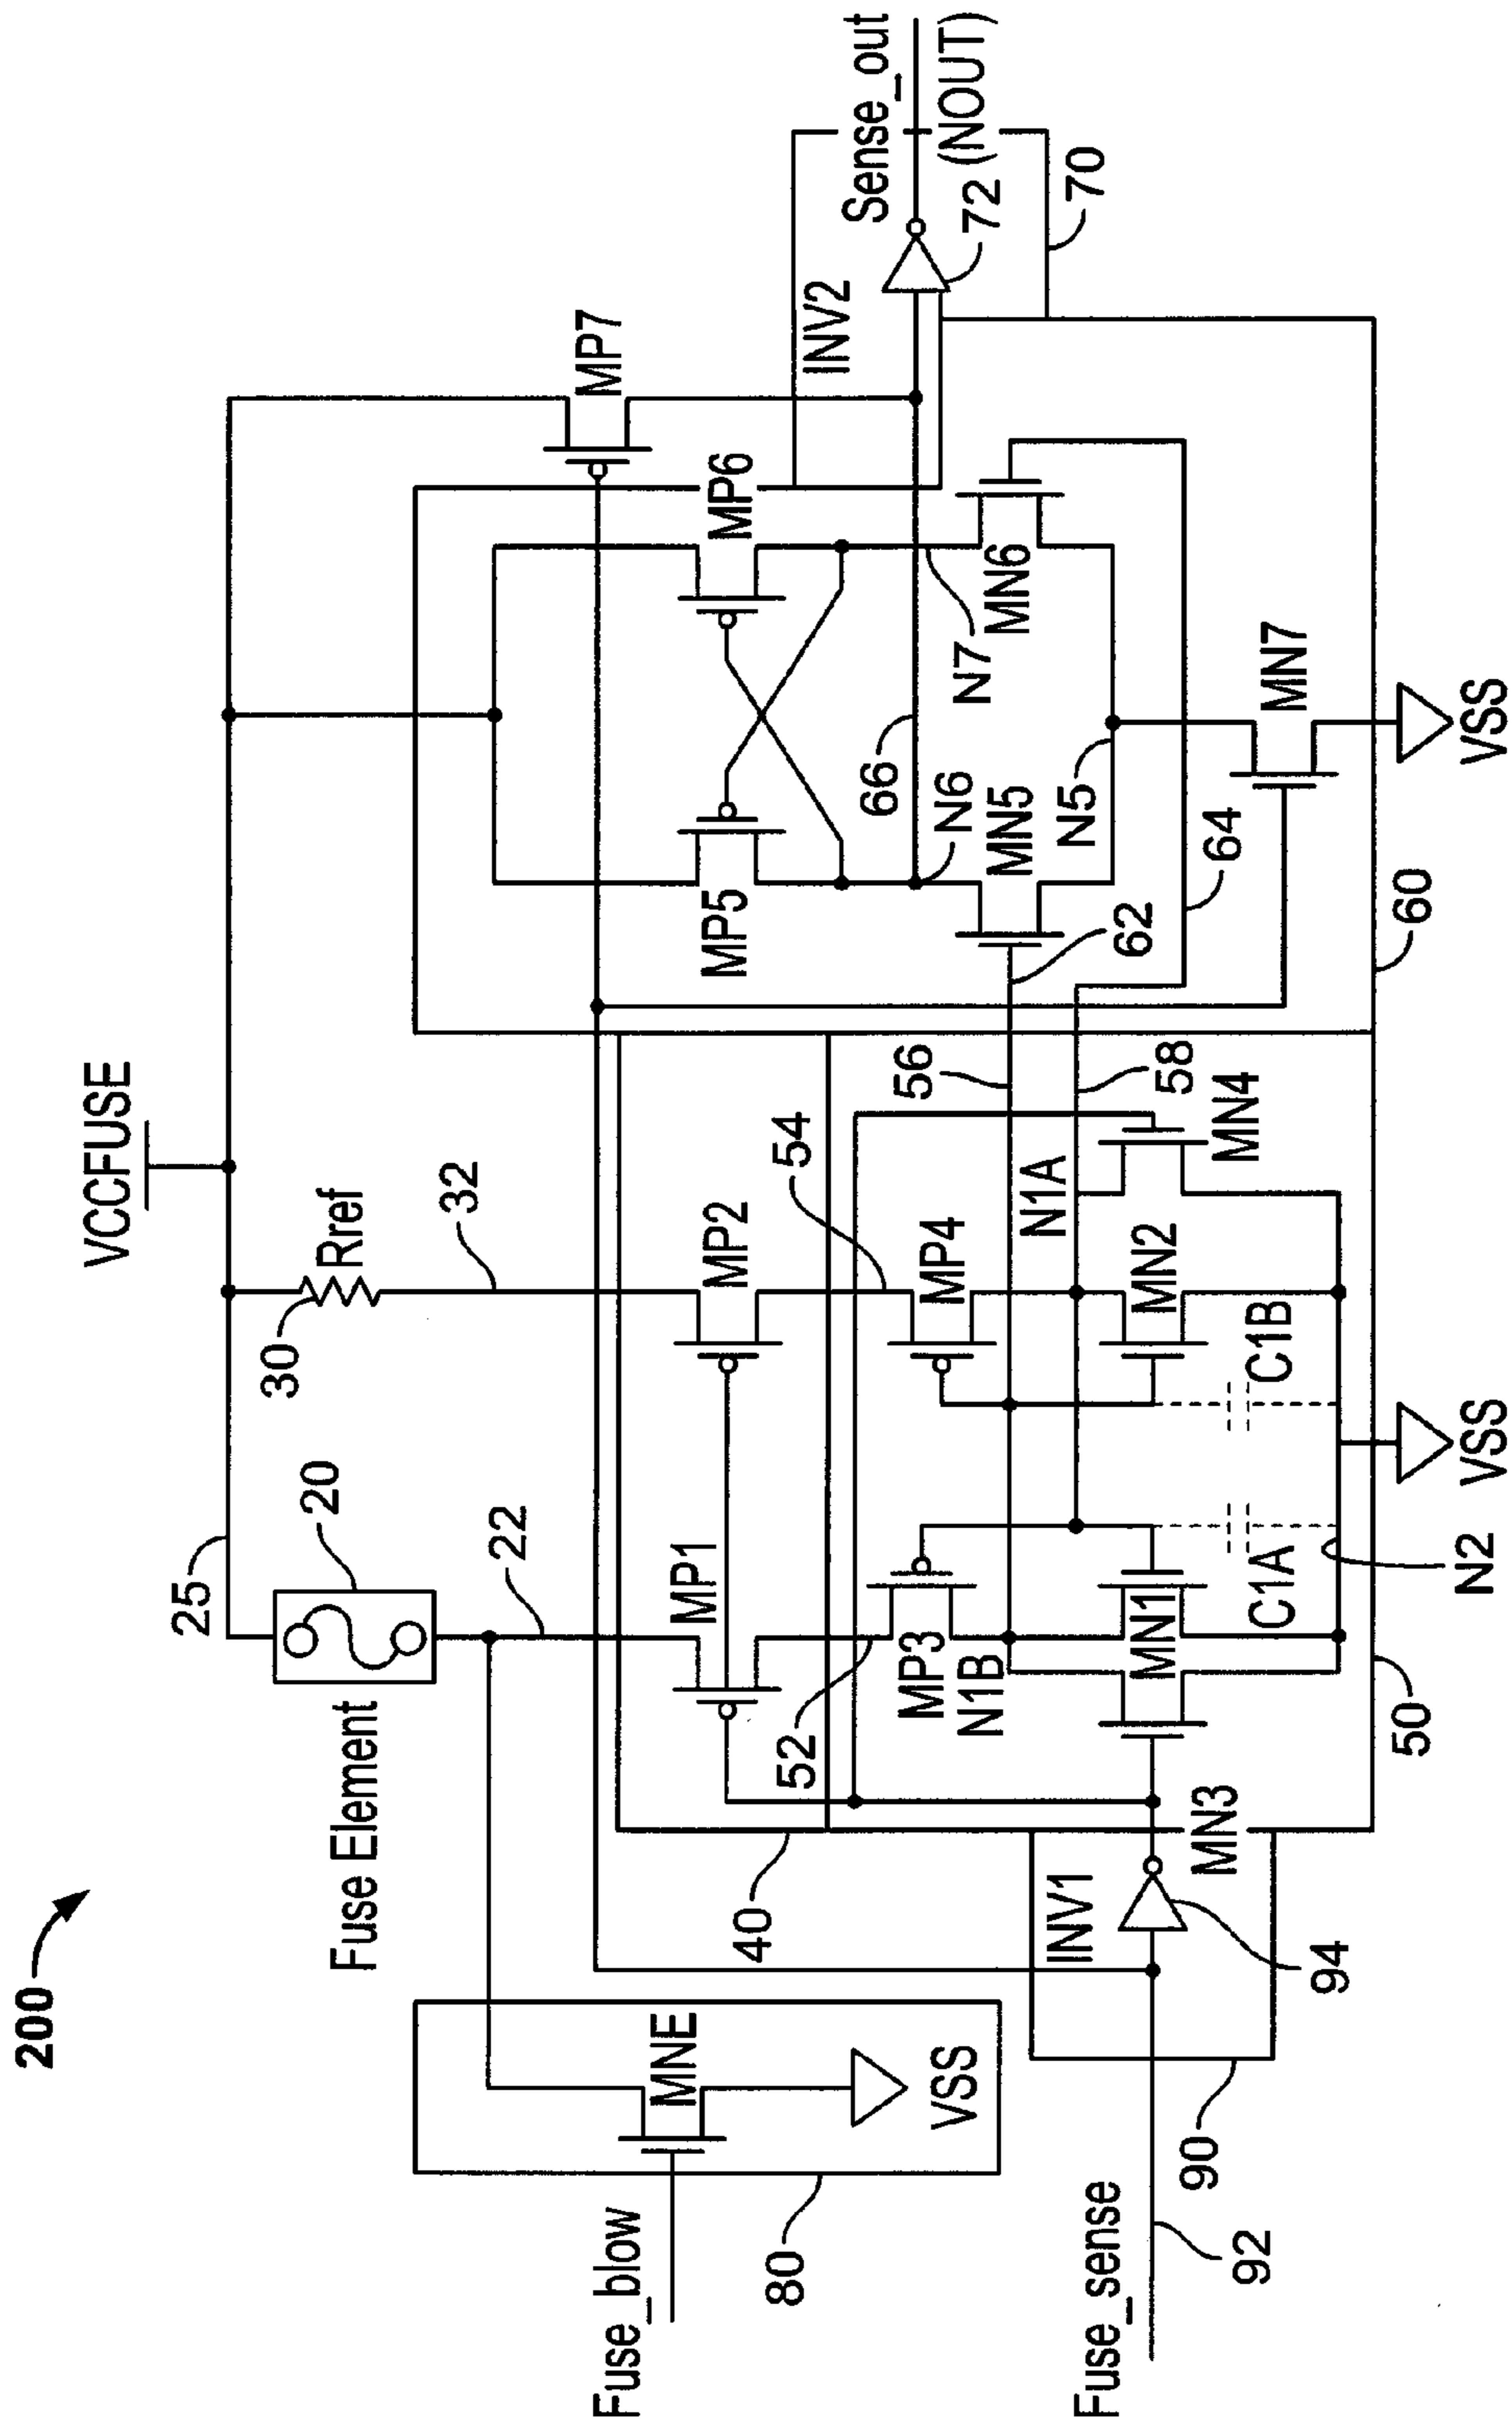 200
VCCFUSE
25
20
Fuse Element
22
30
Rref
32
MP7
MP1
MP2
MP5
MP6
Fuse_blow
MNE
VSS
80
40
52
54
56
58
MP3
N1B
MP4
N1A
66
N6
N7
INV2
Sense_out
(NOUT)
72
70
INV1
94
MN3
MN1
MN2
MN4
62
MN5
MN6
N5
64
MN7
C1A
C1B
N2
VSS
VSS
Fuse_sense
92
90
50
60